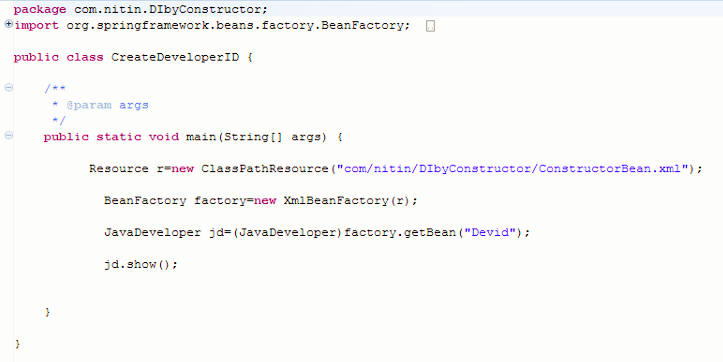 package com.nitin.DIbyConstructor;
import org.springframework.beans.factory.BeanFactory;
public class CreateDeveloperID {
/**
* @param args
*/
public static void main(String[] args) {
Resource r=new ClassPathResource("com/nitin/DIbyConstructor/ConstructorBean.xml");
BeanFactory factory=new XmlBeanFactory(r);
JavaDeveloper jd=(JavaDeveloper)factory.getBean("Devid");
jd.show();
}
}